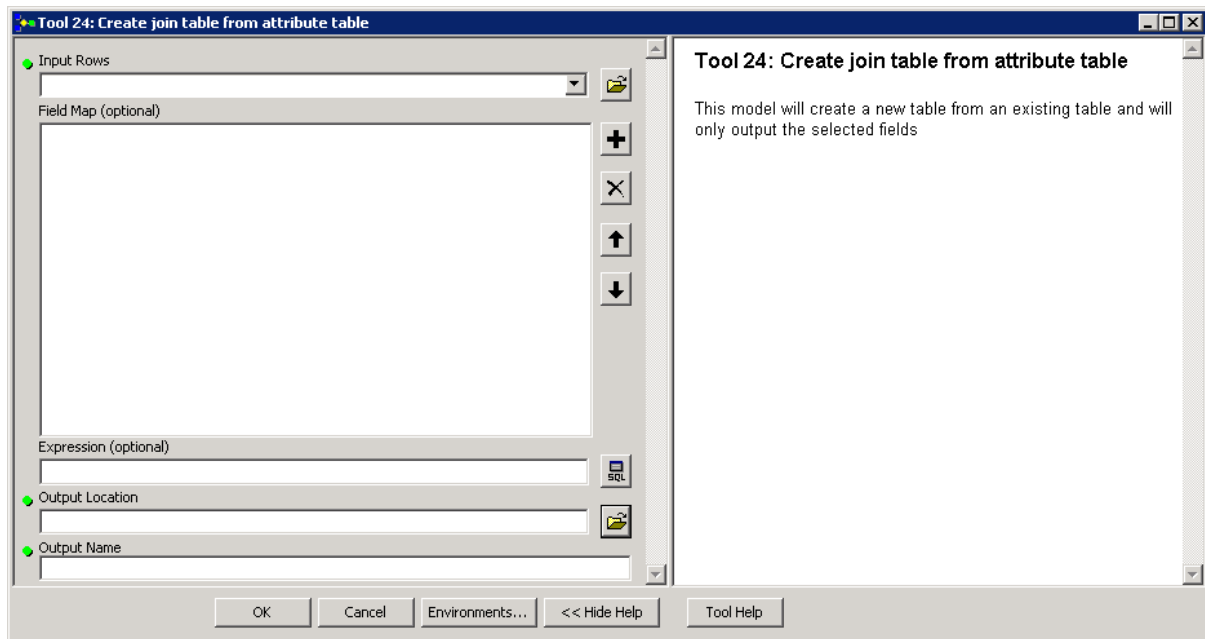 Tool 24: Create join table from attribute table
Input Rows
Field Map (optional)
Expression (optional)
SQL
Output Location
Output Name
OK
Cancel
Environments...
<< Hide Help
Tool Help
Tool 24: Create join table from attribute table
This model will create a new table from an existing table and will
only output the selected fields